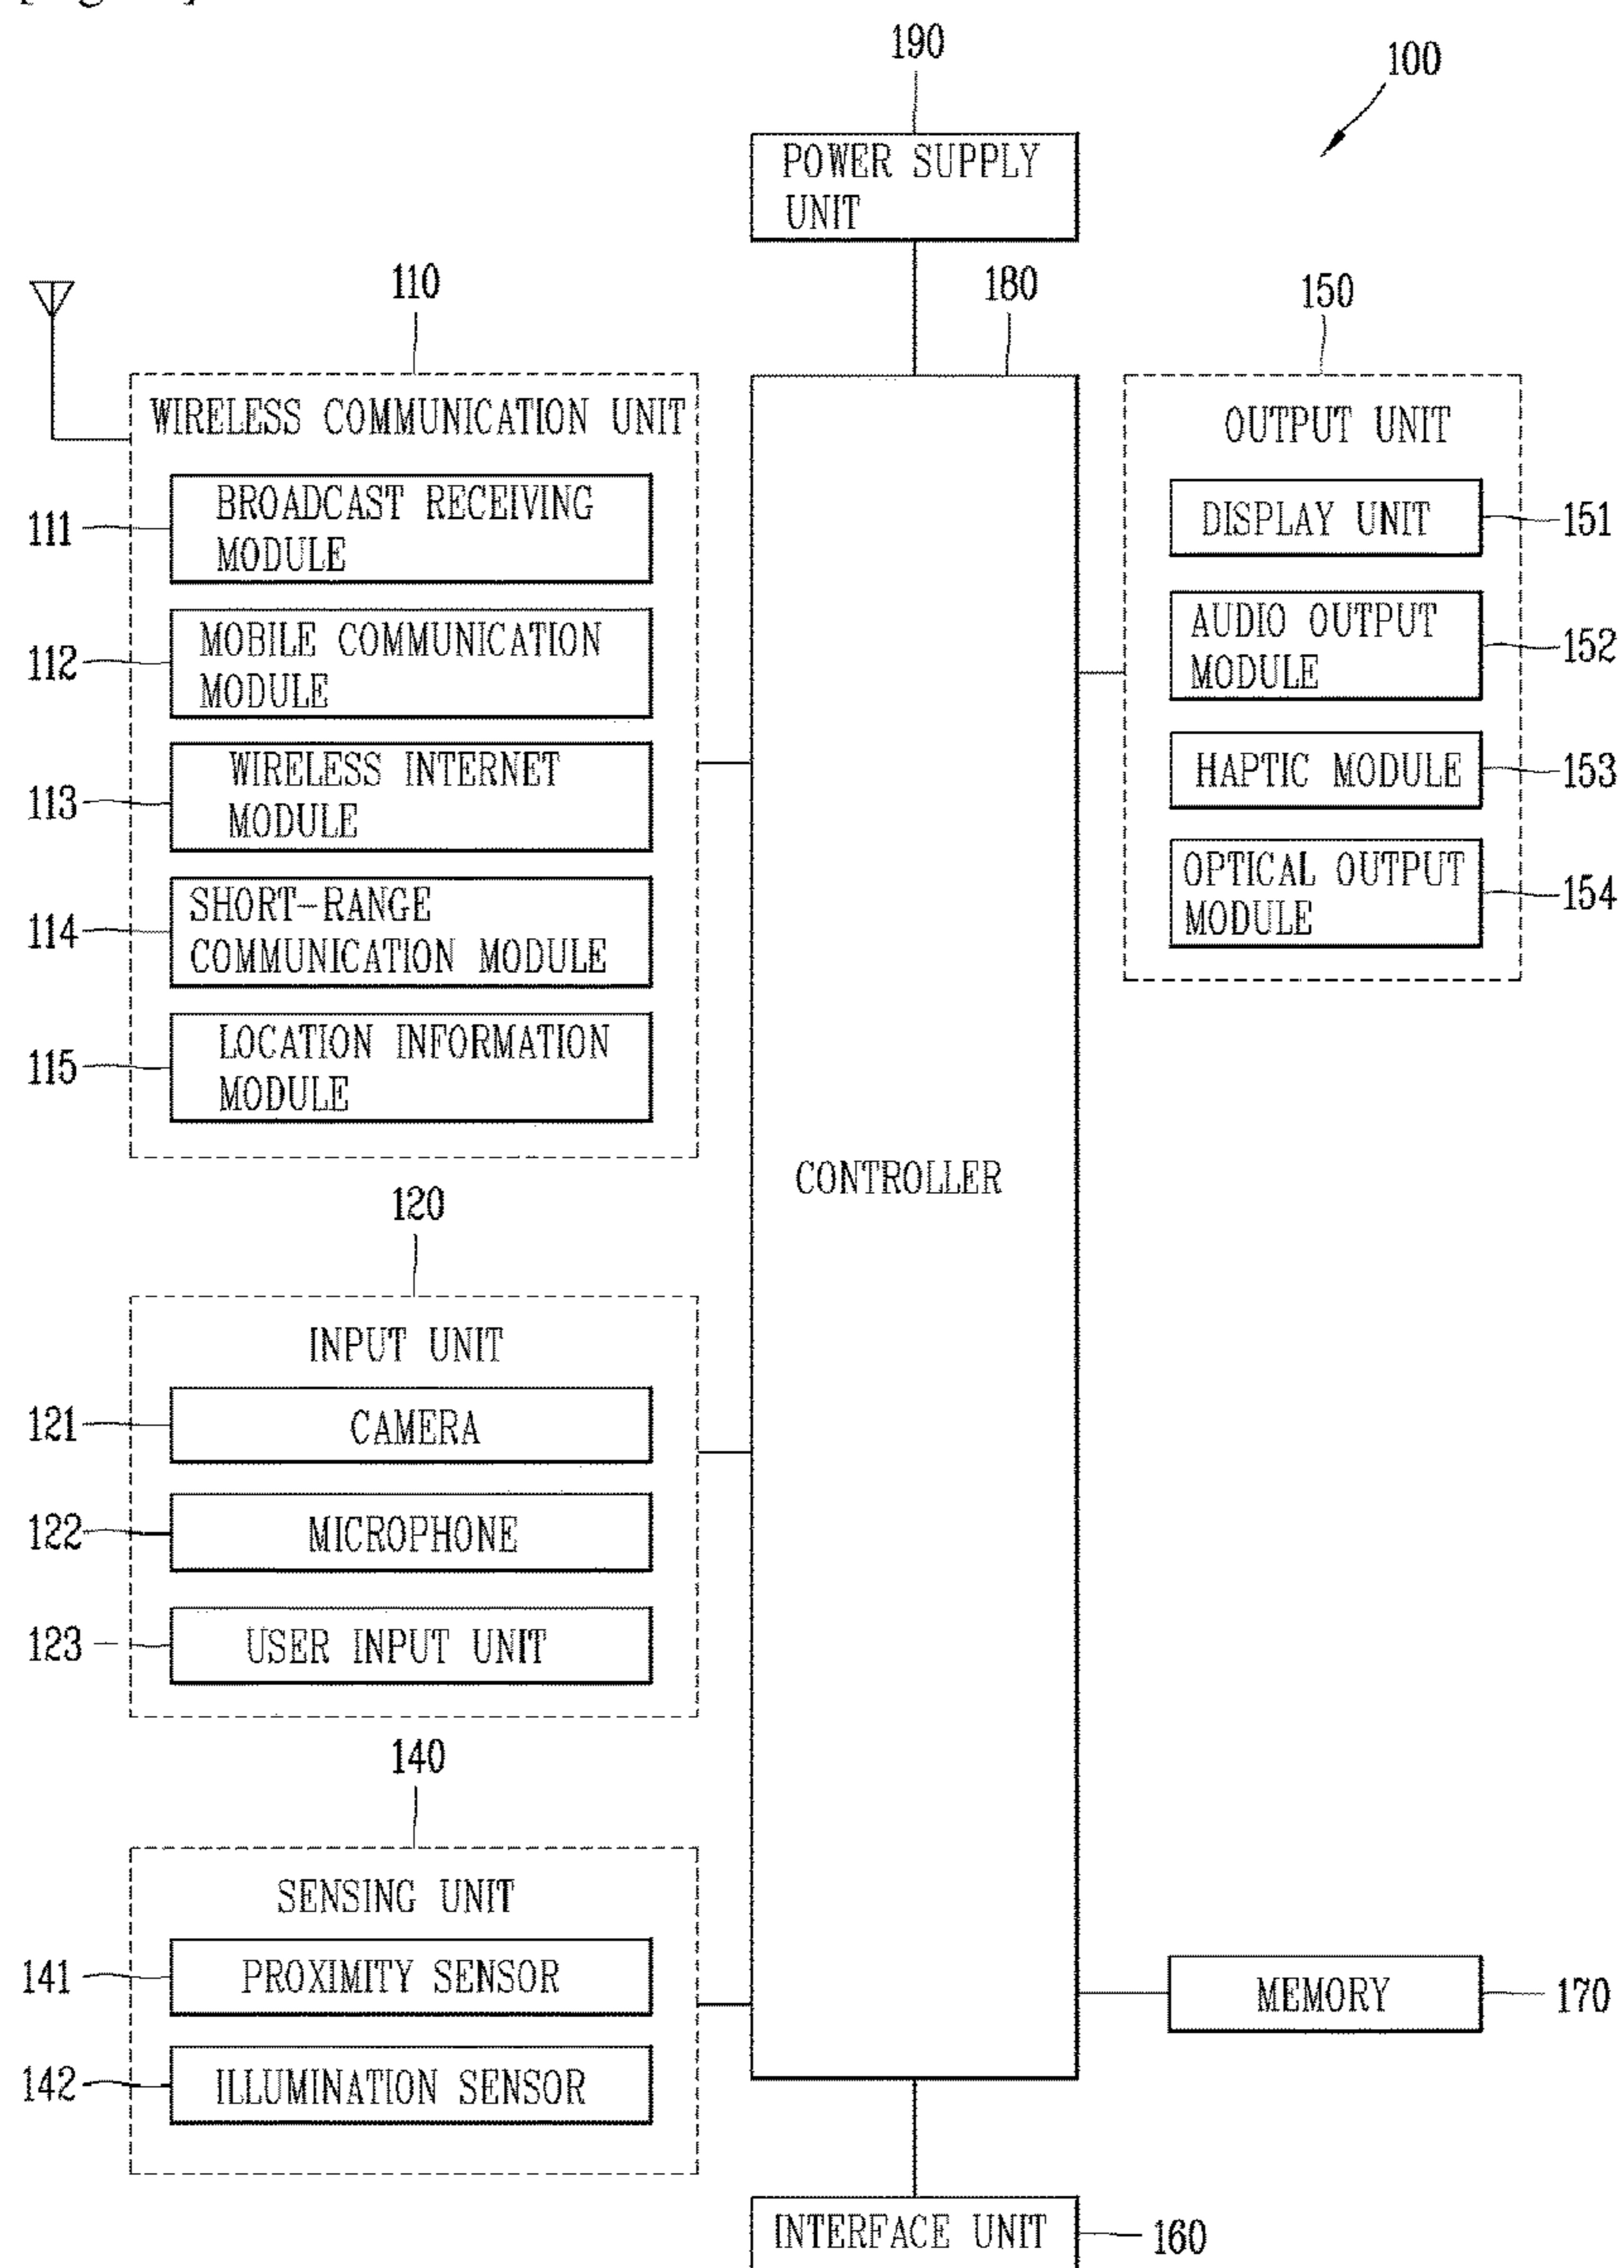 190
100
POWER SUPPLY
UNIT
110
180
150
WIRELESS COMMUNICATION UNIT
111
BROADCAST RECEIVING
MODULE
112
MOBILE COMMUNICATION
MODULE
113
WIRELESS INTERNET
MODULE
114
SHORT-RANGE
COMMUNICATION MODULE
115
LOCATION INFORMATION
MODULE
OUTPUT UNIT
DISPLAY UNIT
151
AUDIO OUTPUT
MODULE
152
HAPTIC MODULE
153
OPTICAL OUTPUT
MODULE
154
CONTROLLER
120
INPUT UNIT
121
CAMERA
122
MICROPHONE
123
USER INPUT UNIT
140
SENSING UNIT
141
PROXIMITY SENSOR
142
ILLUMINATION SENSOR
MEMORY
170
INTERFACE UNIT
160